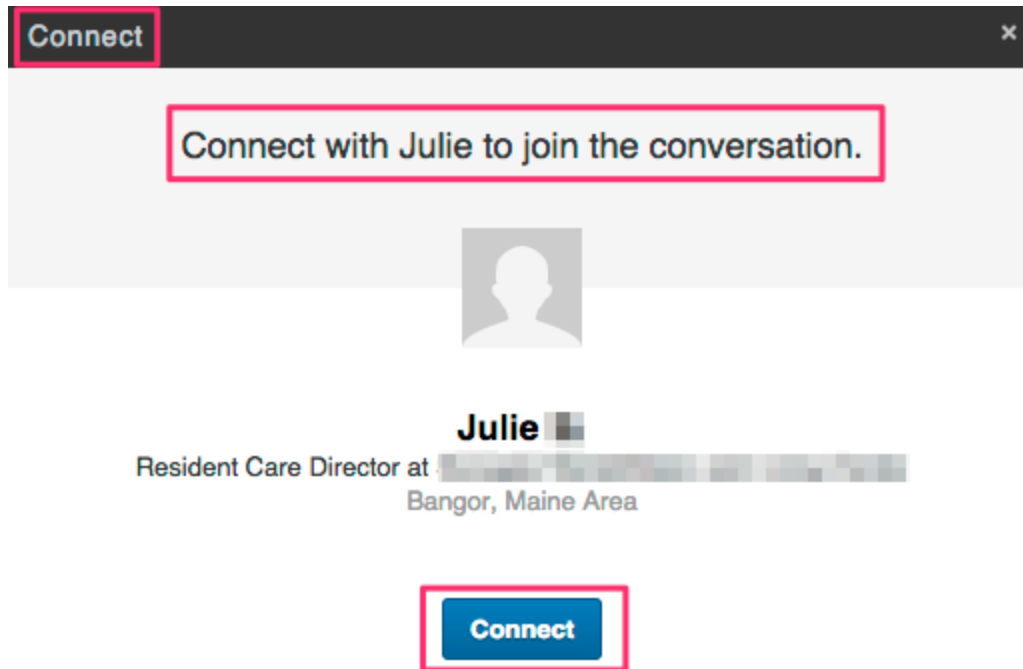 Connect
×
Connect with Julie to join the conversation.
Julie
Resident Care Director at
Bangor, Maine Area
Connect